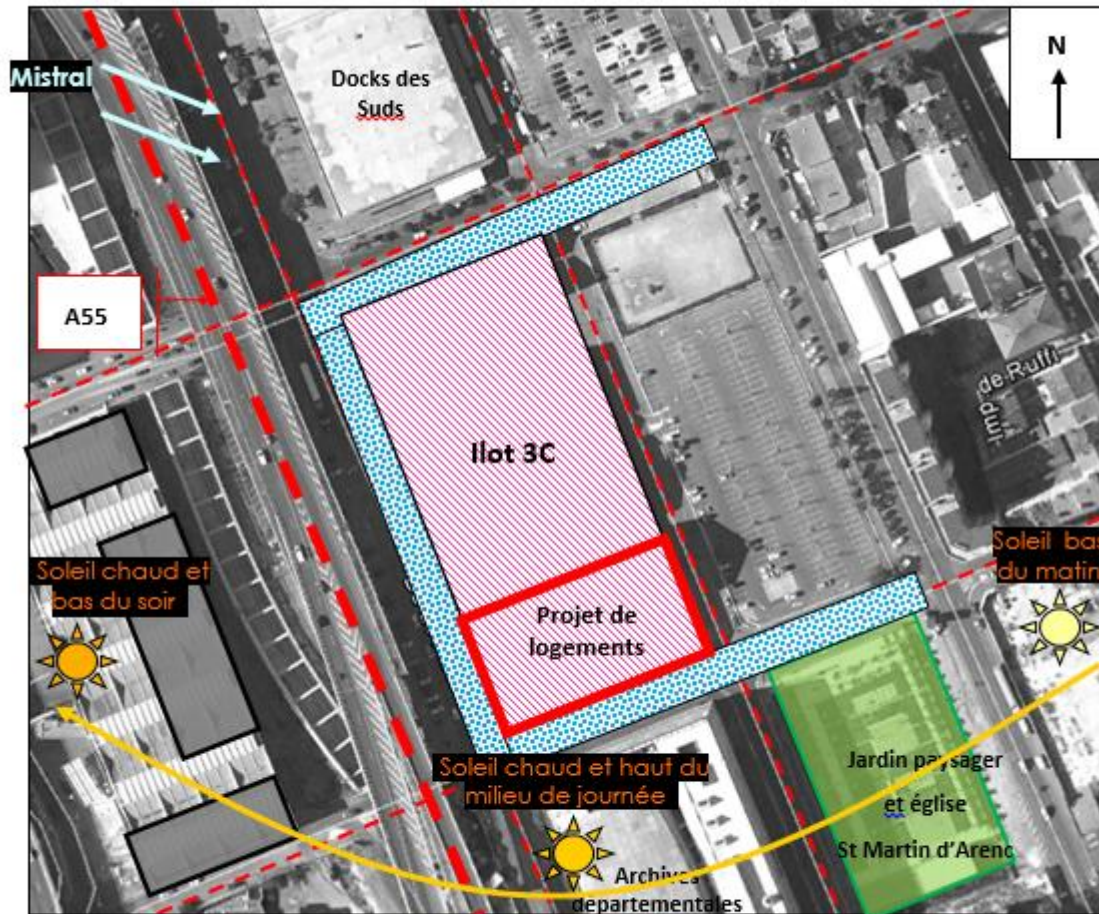 Mistral
Docks des
Suds
N
A55
Ilot 3C
de Ruffi
Imp
Soleil chaud et
bas du soir
Projet de
logements
Soleil bas
du matin
Soleil chaud et haut du
milieu de journée
Jardin paysager
et église
St Martin d'Arenc
Archives
départementales